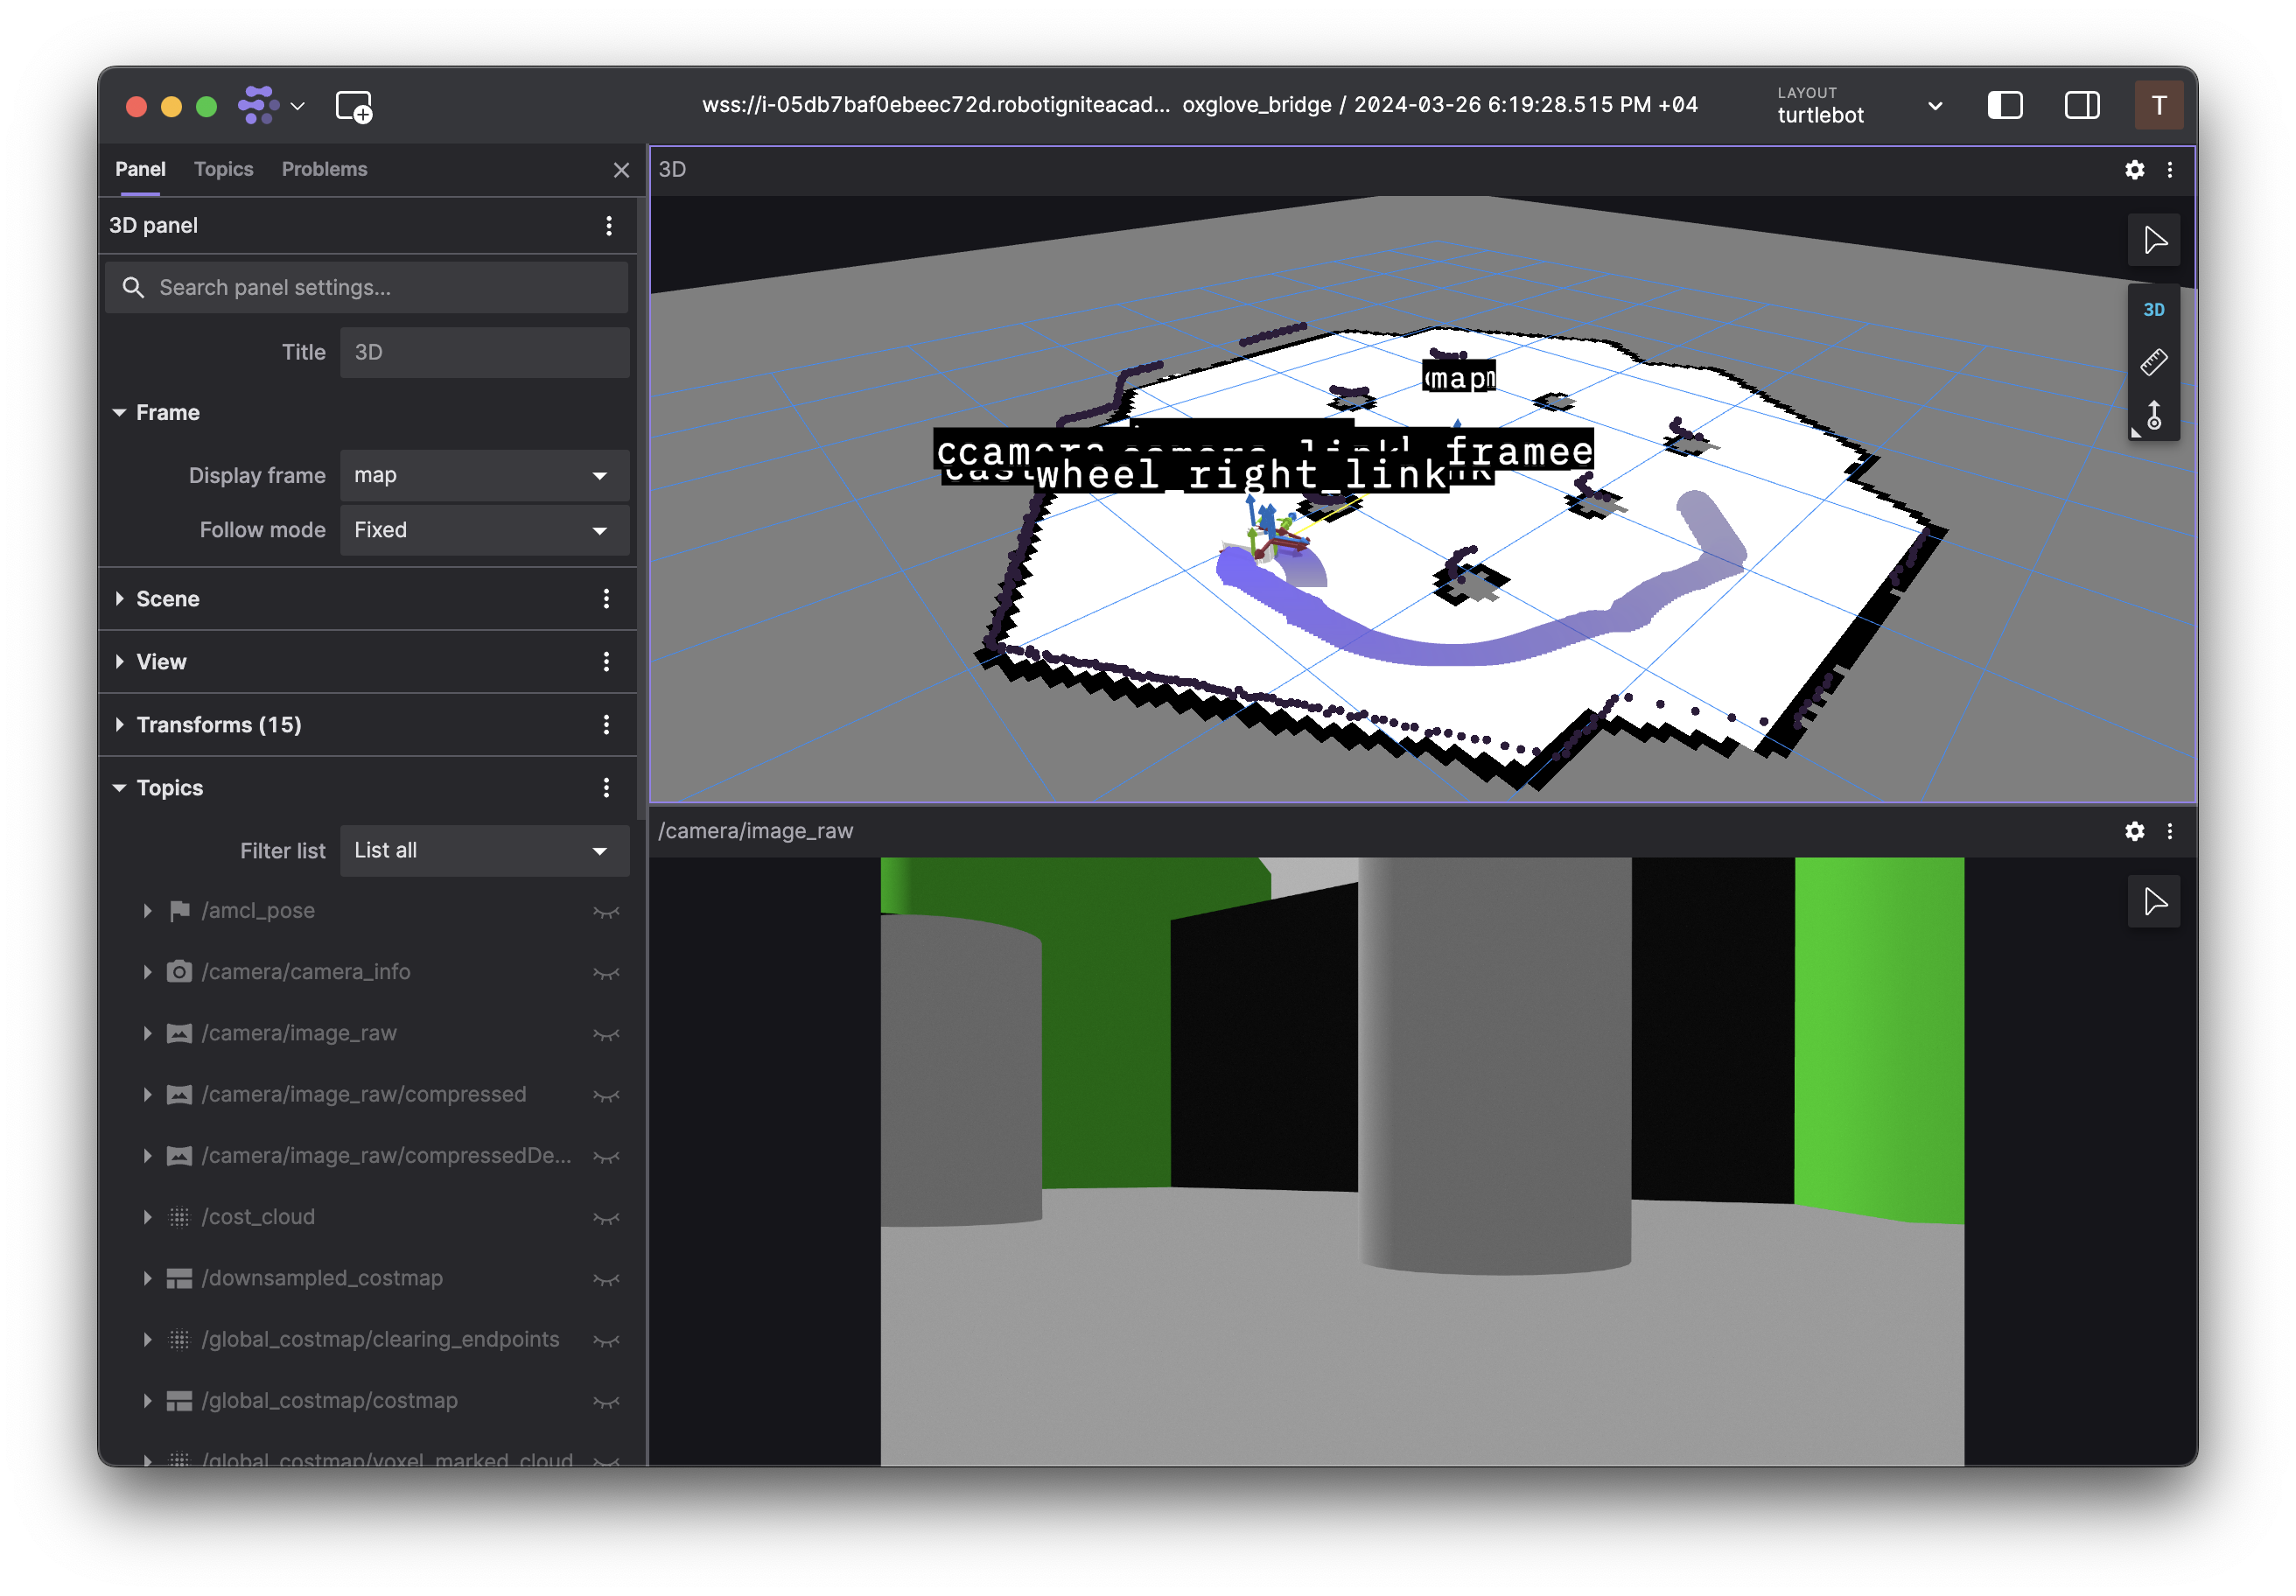 wss://i-05db7baf0ebeec72d.robotigniteacad... oxglove_bridge / 2024-03-26 6:19:28.515 PM +04
LAYOUT
turtlebot
T
Panel Topics Problems
3D panel
Search panel settings...
Title 3D
Frame
Display frame map
Follow mode Fixed
Scene
View
Transforms (15)
Topics
Filter list List all
/amcl_pose
/camera/camera_info
/camera/image_raw
/camera/image_raw/compressed
/camera/image_raw/compressedDe...
/cost_cloud
/downsampled_costmap
/global_costmap/clearing_endpoints
/global_costmap/costmap
/global_costmap/voxel_marked_cloud
3D
3D
map
wheel_right_link
/camera/image_raw